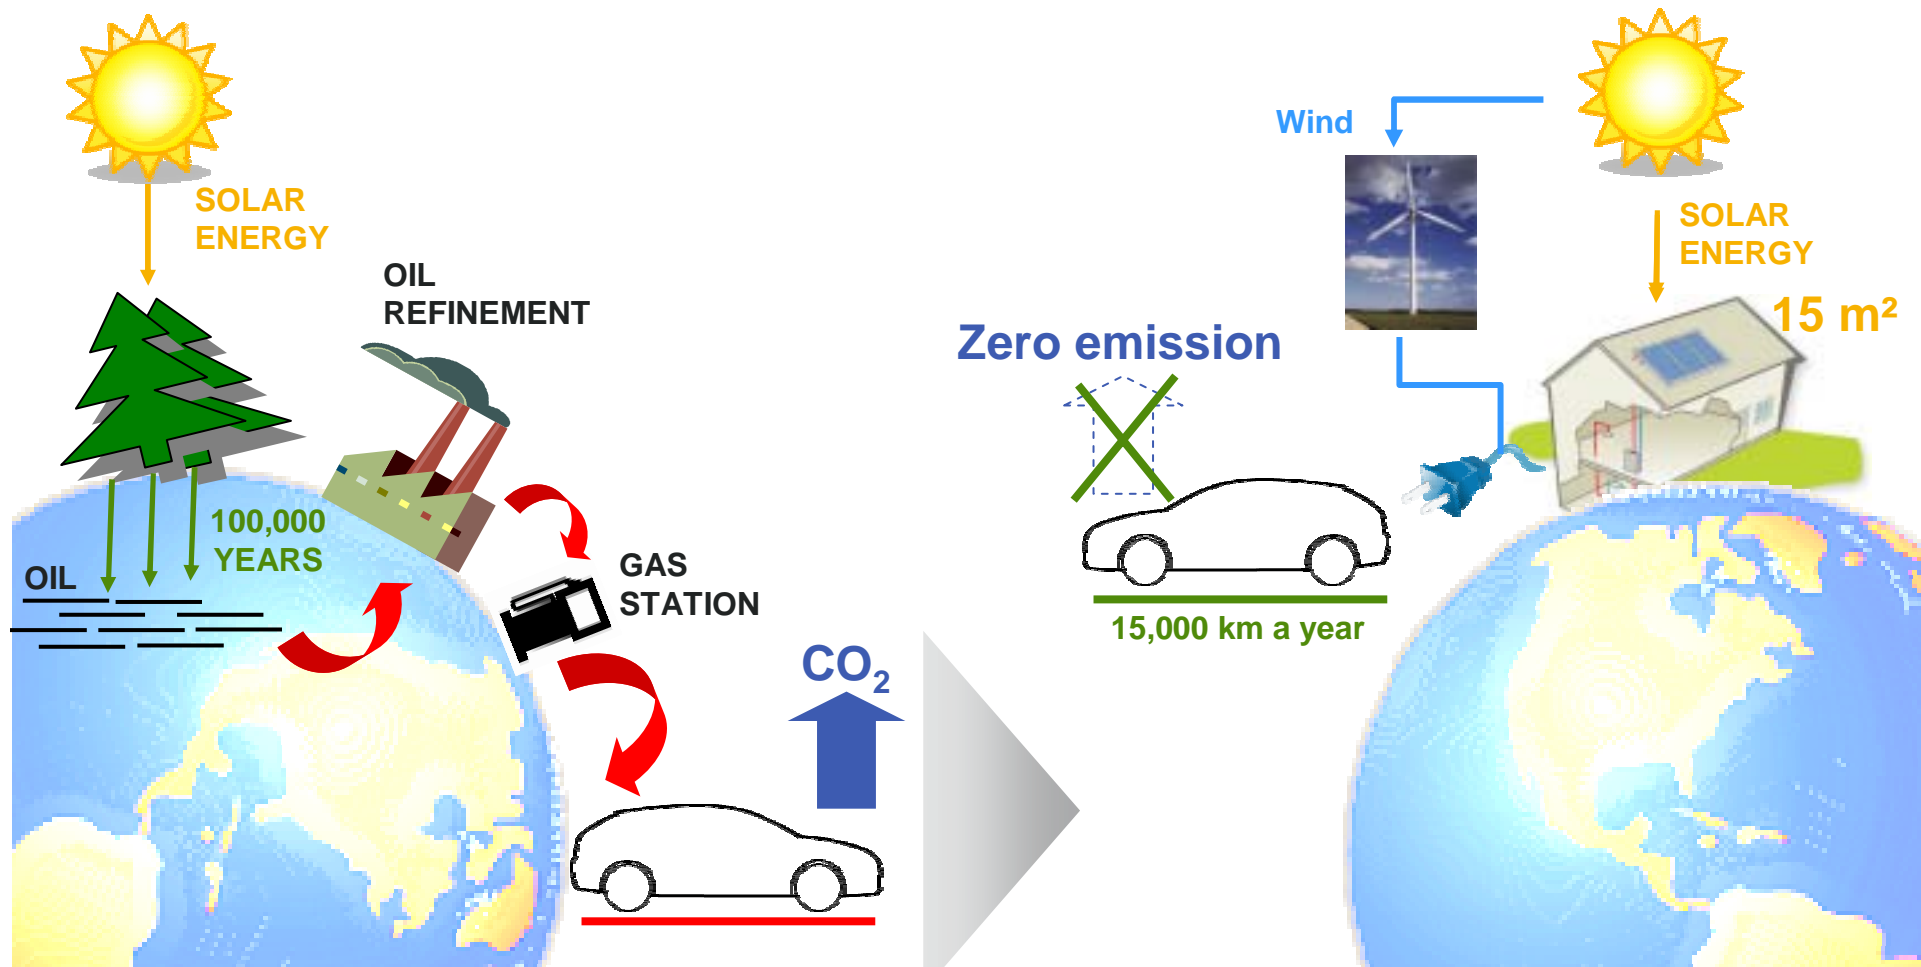 SOLAR
ENERGY
OIL
REFINEMENT
100,000
YEARS
OIL
GAS
STATION
CO₂
Wind
SOLAR
ENERGY
15 m²
Zero emission
15,000 km a year